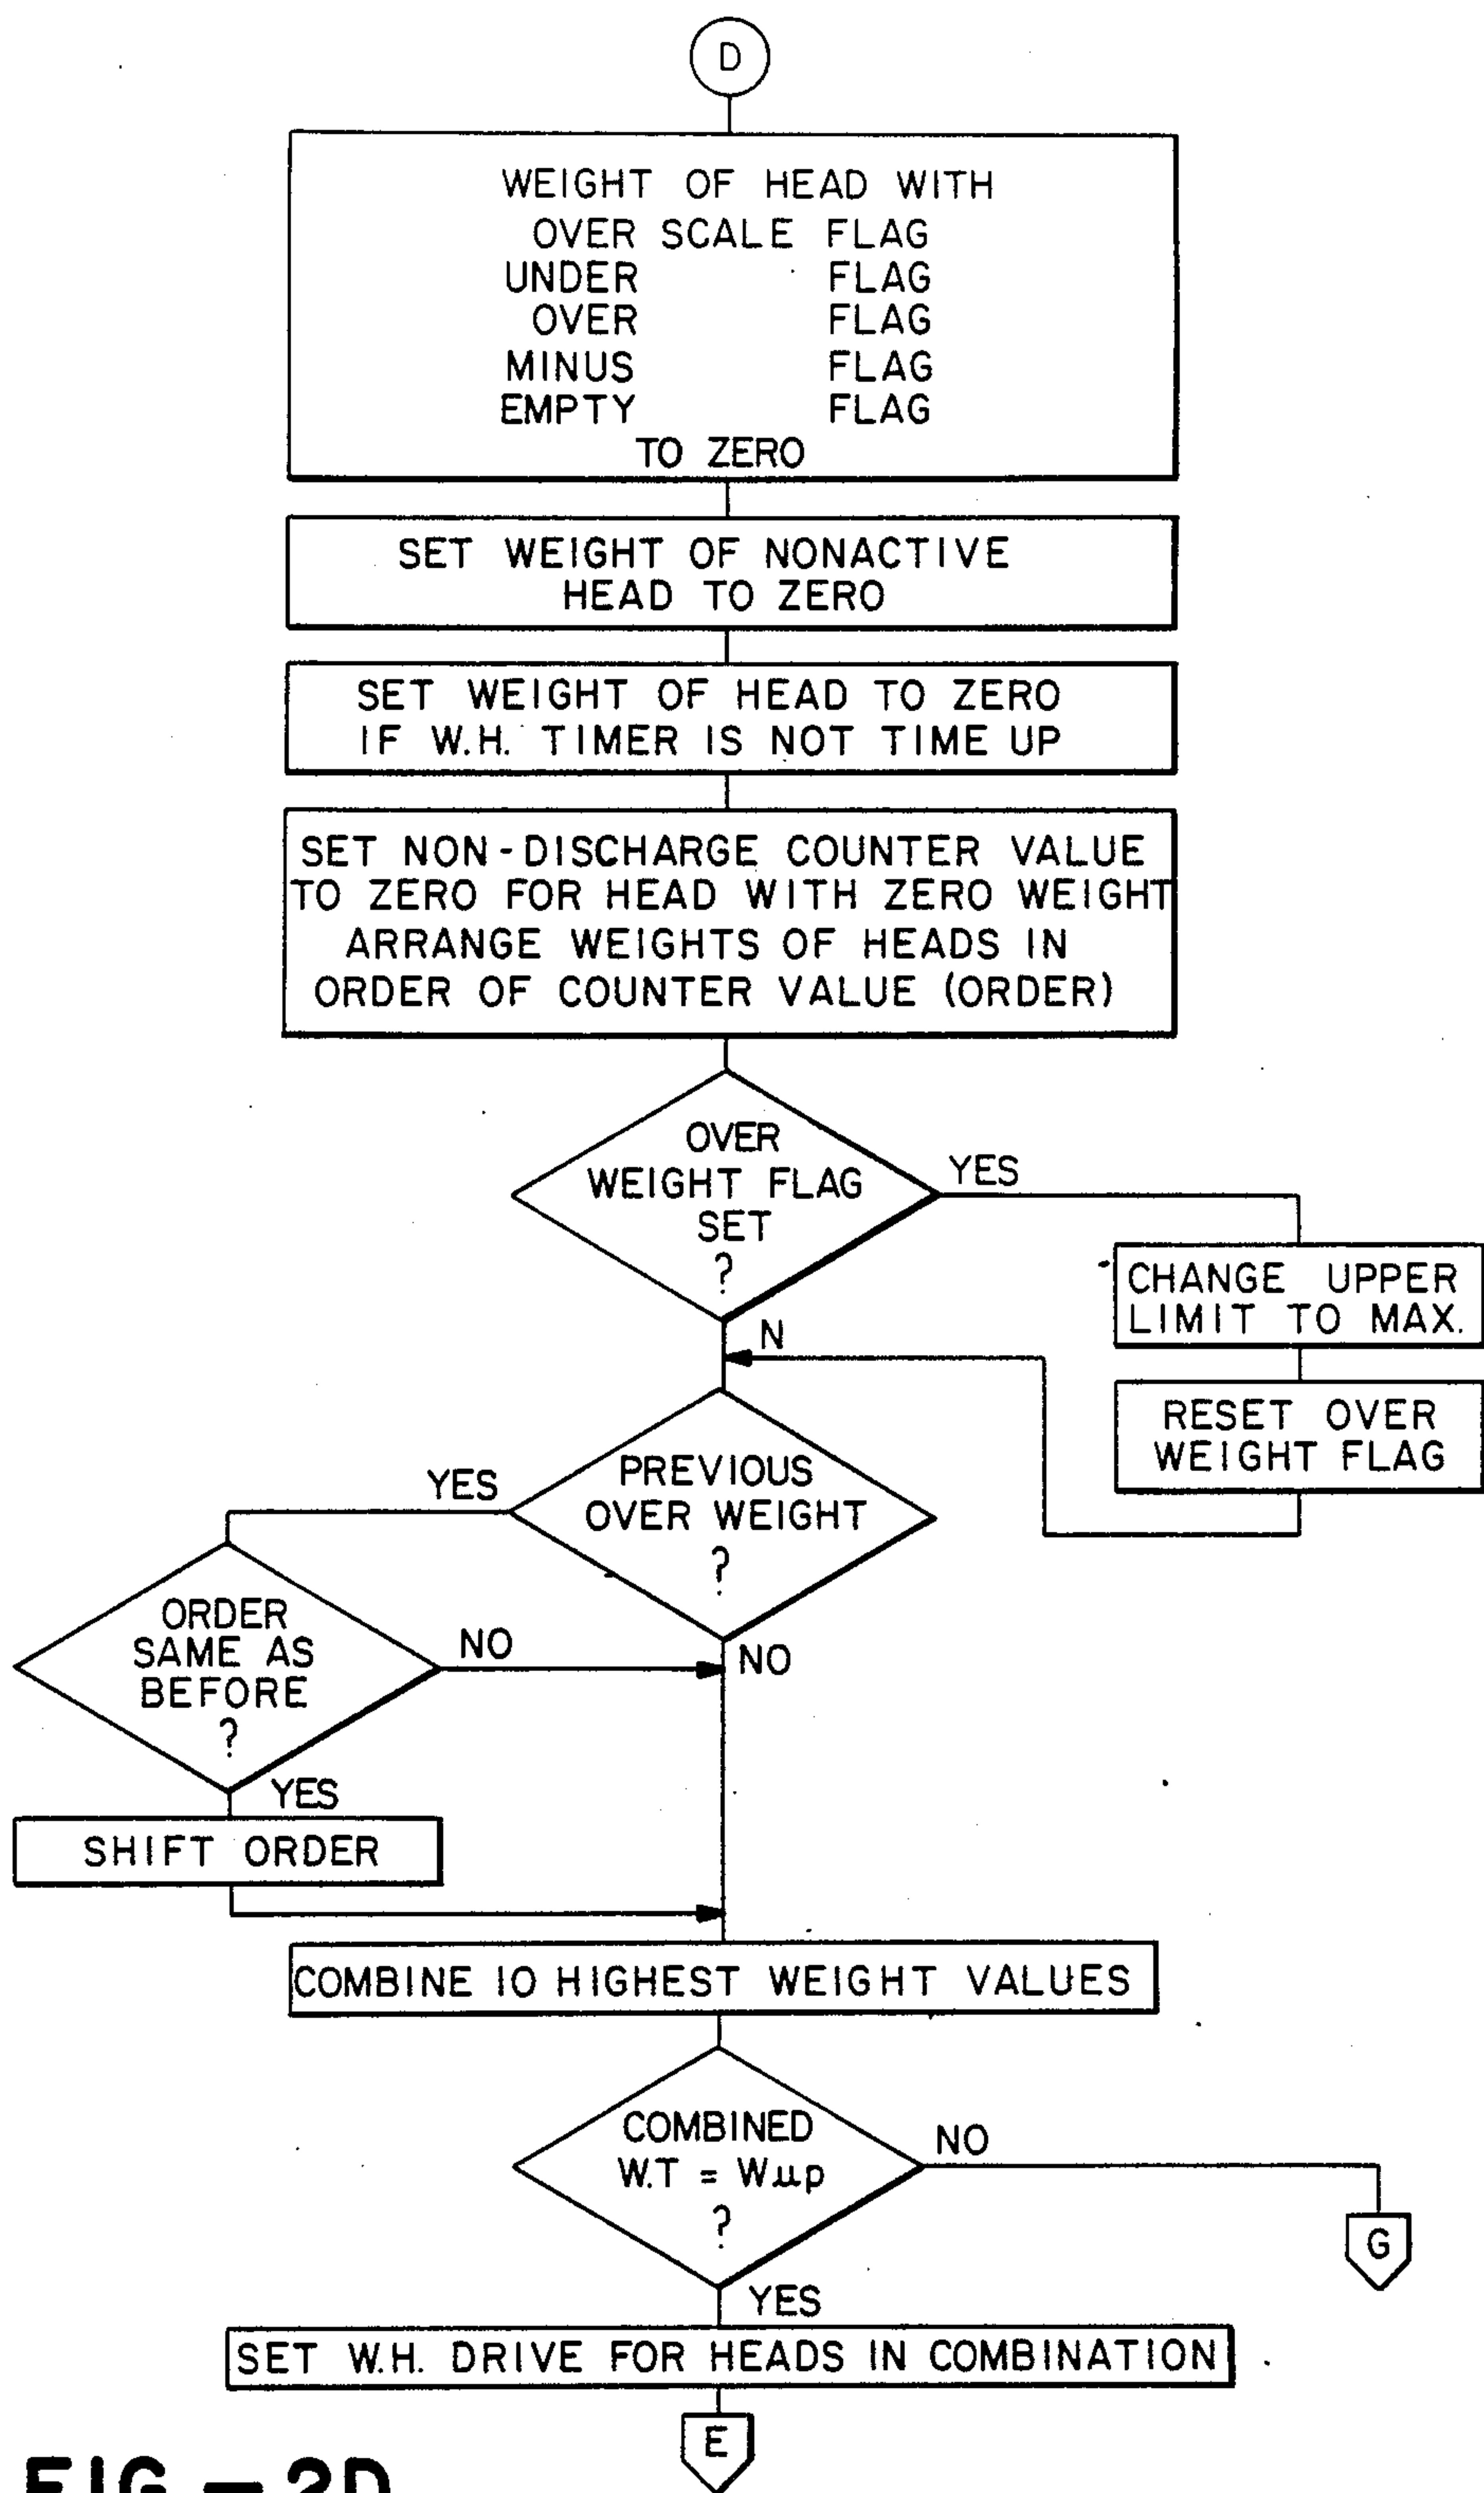 D
WEIGHT OF HEAD WITH
OVER SCALE FLAG
UNDER FLAG
OVER FLAG
MINUS FLAG
EMPTY FLAG
TO ZERO
SET WEIGHT OF NONACTIVE
HEAD TO ZERO
SET WEIGHT OF HEAD TO ZERO
IF W.H. TIMER IS NOT TIME UP
SET NON-DISCHARGE COUNTER VALUE
TO ZERO FOR HEAD WITH ZERO WEIGHT
ARRANGE WEIGHTS OF HEADS IN
ORDER OF COUNTER VALUE (ORDER)
OVER
WEIGHT FLAG
SET
?
YES
CHANGE UPPER
LIMIT TO MAX.
N
RESET OVER
WEIGHT FLAG
PREVIOUS
OVER WEIGHT
?
YES
ORDER
SAME AS
BEFORE
?
NO
NO
YES
SHIFT ORDER
COMBINE 10 HIGHEST WEIGHT VALUES
COMBINED
W.T = Wμp
?
NO
G
YES
SET W.H. DRIVE FOR HEADS IN COMBINATION
E
FIG-2D